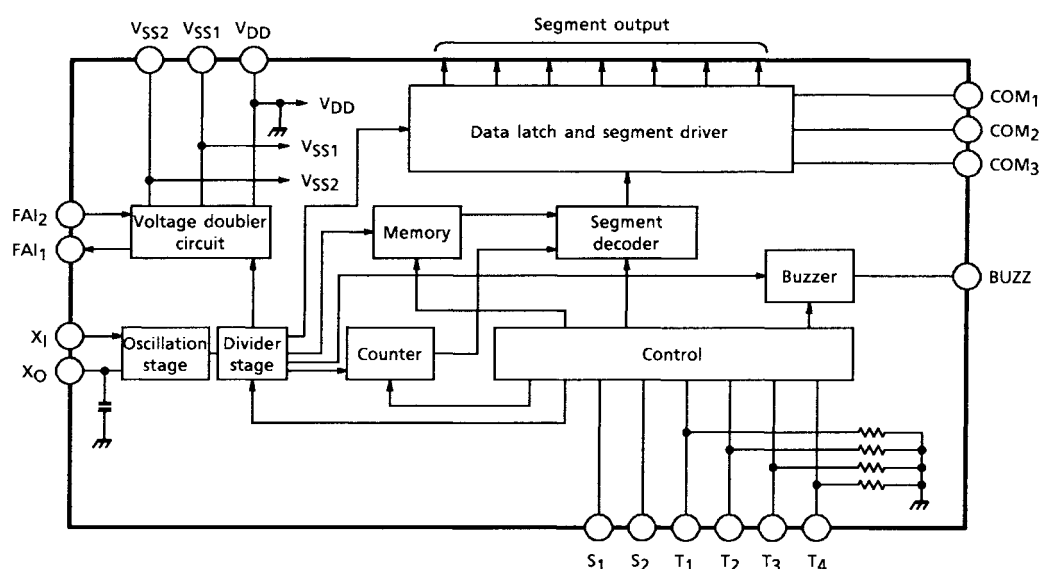 Segment output
VSS2 VSS1 VDD
VDD
VSS1
VSS2
Data latch and segment driver
COM1
COM2
COM3
FAI2
FAI1
Voltage doubler
circuit
Memory
Segment
decoder
Buzzer
BUZZ
XI
XO
Oscillation
stage
Divider
stage
Counter
Control
S1 S2 T1 T2 T3 T4